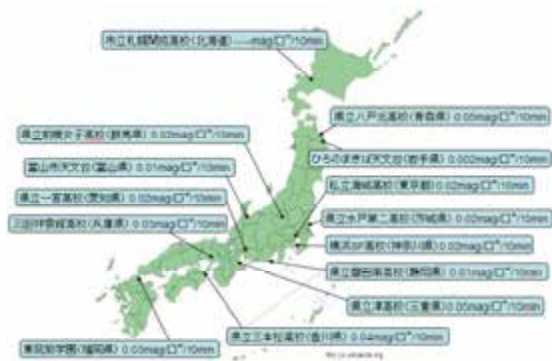 市立札幌開成高校(北海道) -----mag/□"/10min
県立八戸北高校(青森県) 0.05mag/□"/10min
県立前橋女子高校(群馬県) 0.02mag/□"/10min
ひろのまきば天文台(岩手県) 0.002mag/□"/10min
富山市天文台(富山県) 0.01mag/□"/10min
私立海城高校(東京都) 0.02mag/□"/10min
県立一宮高校(愛知県) 0.02mag/□"/10min
県立水戸第二高校(茨城県) 0.02mag/□"/10min
高校(兵庫県) 0.03mag/□"/10min
横浜SF高校(神奈川県) 0.02mag/□"/10min
県立磐田南高校(静岡県) 0.01mag/□"/10min
県立津高校(三重県) 0.05mag/□"/10min
県立三本松高校(香川県) 0.04mag/□"/10min
東筑紫学園(福岡県) 0.03mag/□"/10min